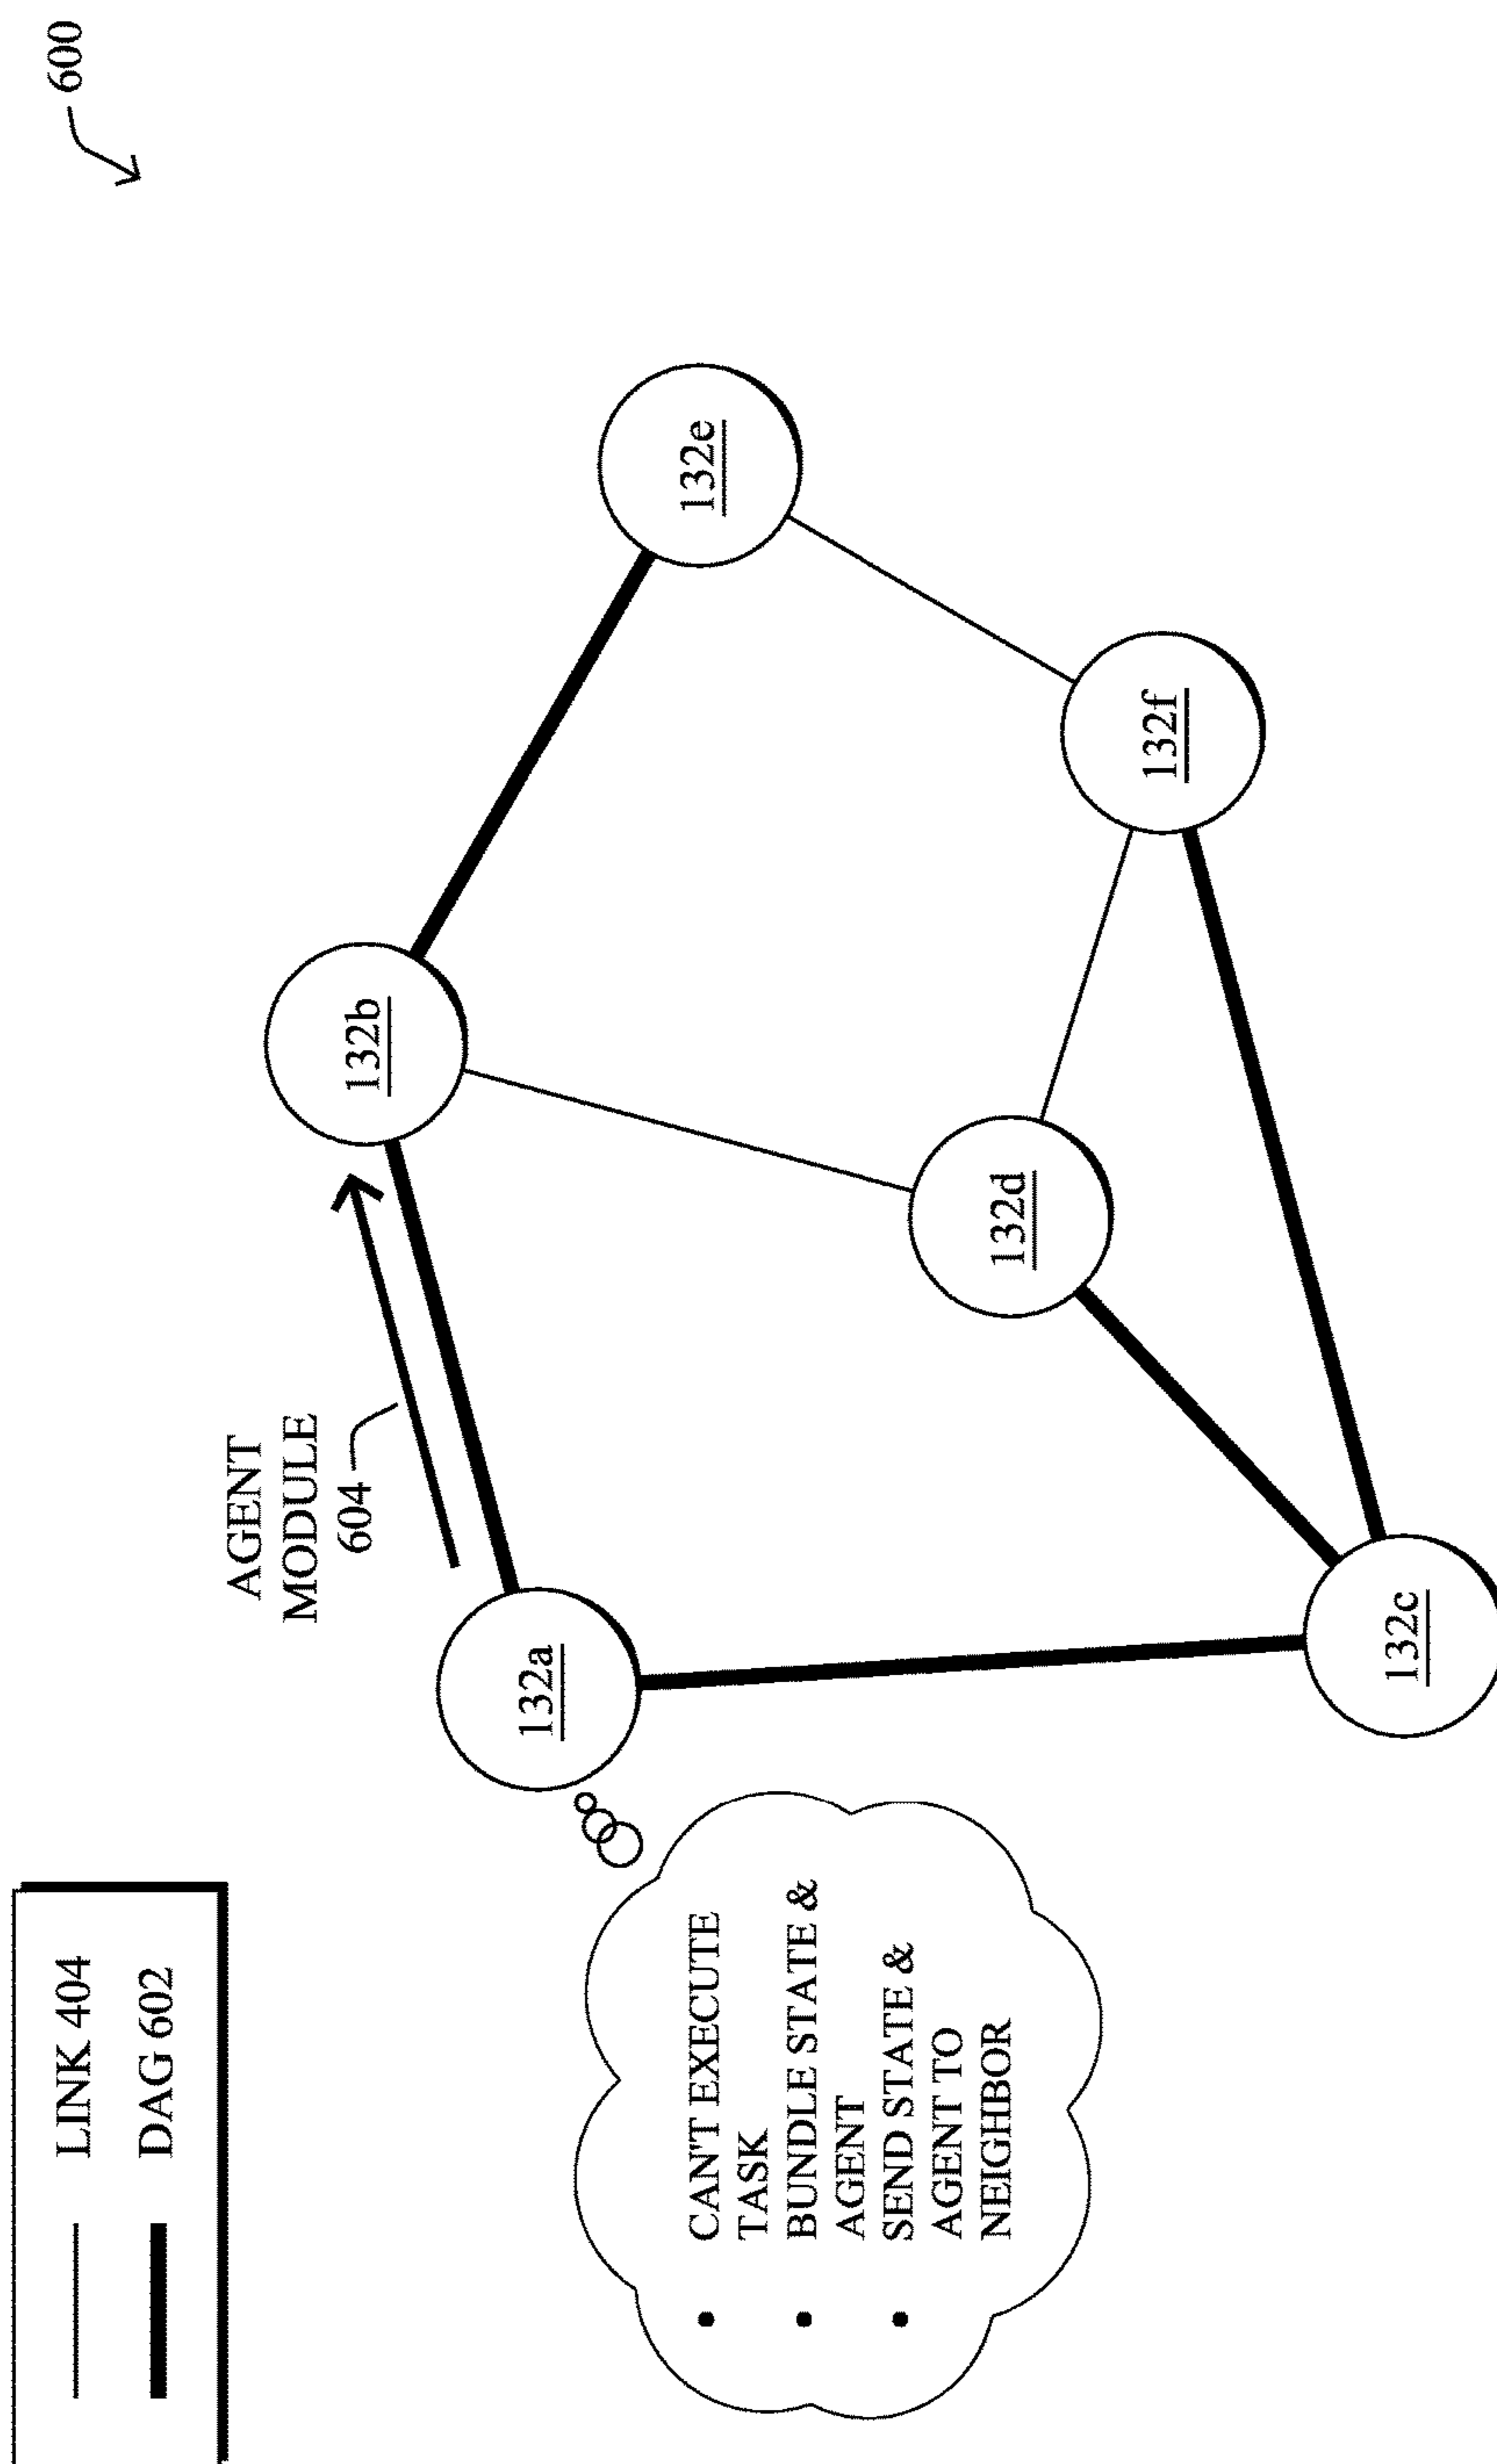 600
LINK 404
DAG 602
AGENT
MODULE
604
132a
132b
132c
132d
132e
132f
• CAN'T EXECUTE
TASK
• BUNDLE STATE &
AGENT
• SEND STATE &
AGENT TO
NEIGHBOR